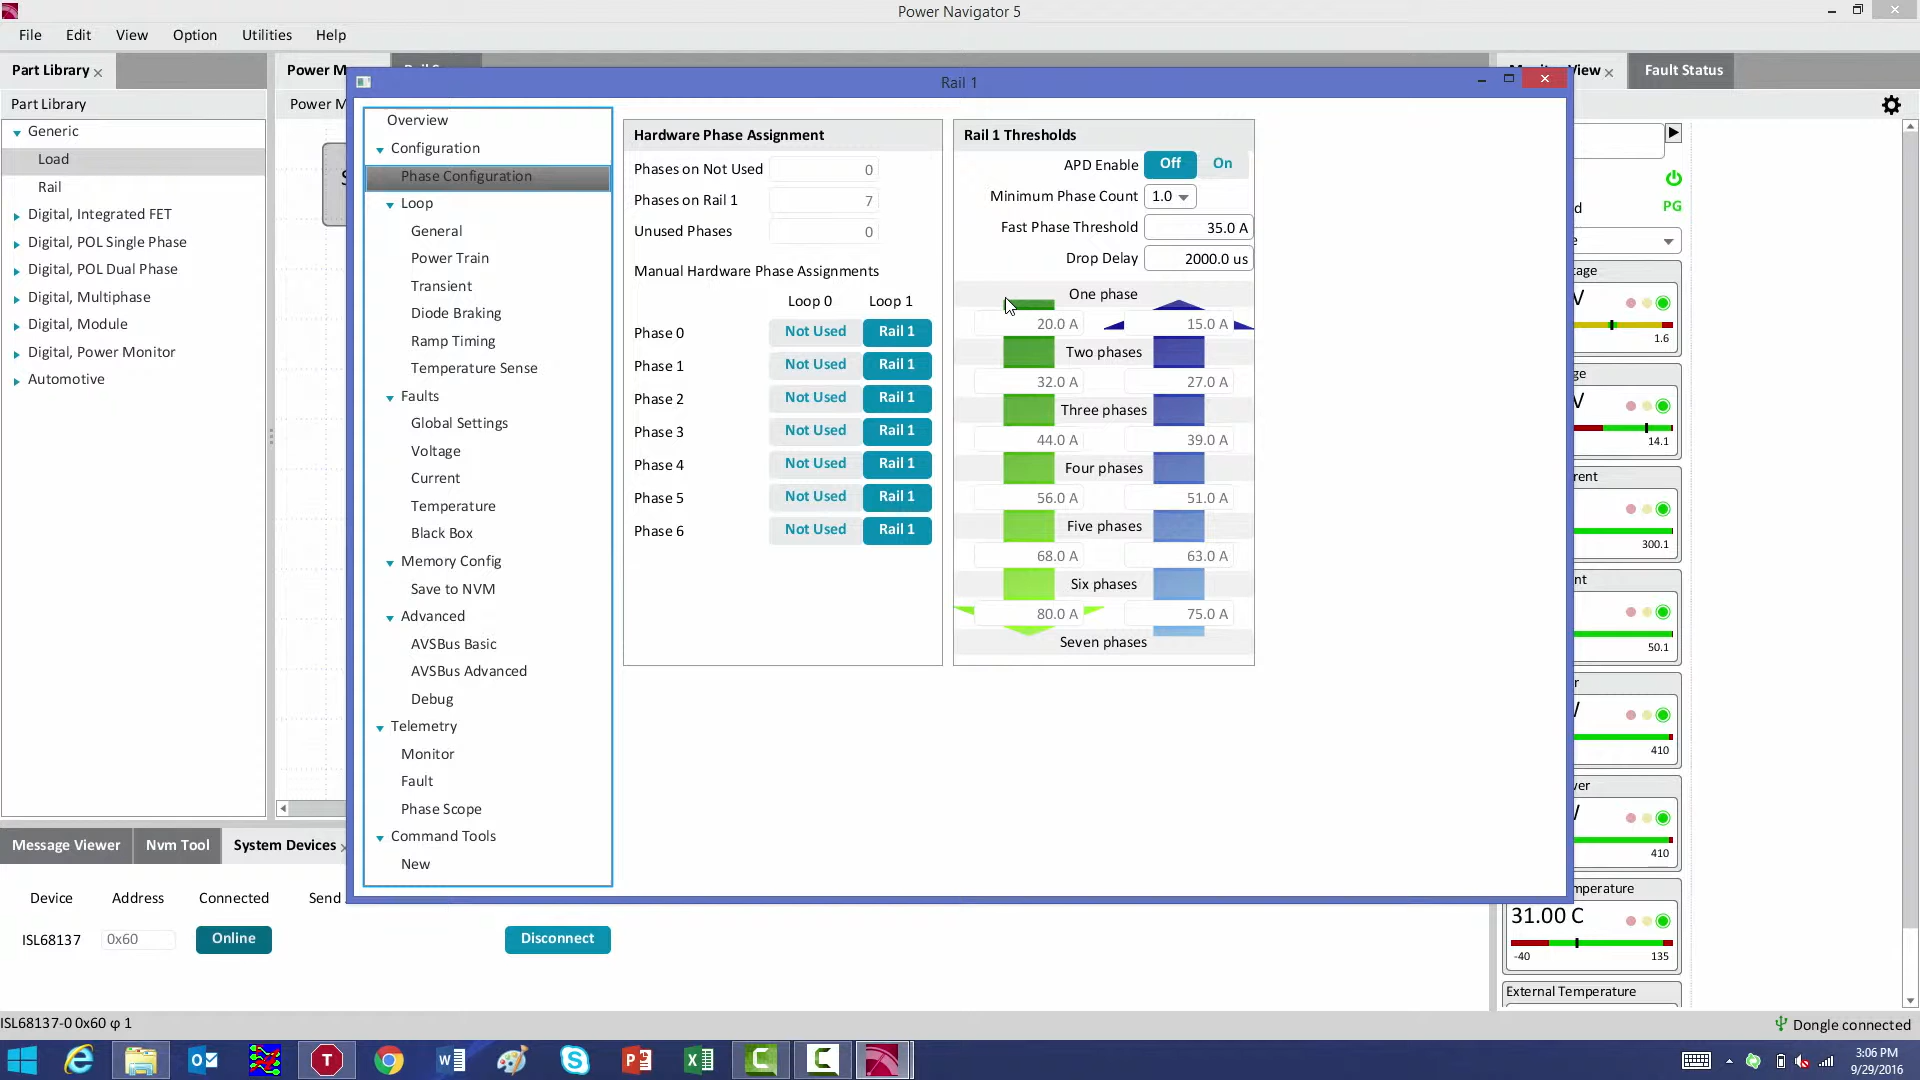 Power Navigator 5
File Edit View Option Utilities Help
Part Library
Part Library
Generic
Load
Rail
Digital, Integrated FET
Digital, POL Single Phase
Digital, POL Dual Phase
Digital, Multiphase
Digital, Module
Digital, Power Monitor
Automotive
Power M
Power M
Rail 1
Overview
Configuration
Phase Configuration
Loop
General
Power Train
Transient
Diode Braking
Ramp Timing
Temperature Sense
Faults
Global Settings
Voltage
Current
Temperature
Black Box
Memory Config
Save to NVM
Advanced
AVSBus Basic
AVSBus Advanced
Debug
Telemetry
Monitor
Fault
Phase Scope
Command Tools
New
Hardware Phase Assignment
Phases on Not Used 0
Phases on Rail 1 7
Unused Phases 0
Manual Hardware Phase Assignments
Loop 0 Loop 1
Phase 0 Not Used Rail 1
Phase 1 Not Used Rail 1
Phase 2 Not Used Rail 1
Phase 3 Not Used Rail 1
Phase 4 Not Used Rail 1
Phase 5 Not Used Rail 1
Phase 6 Not Used Rail 1
Rail 1 Thresholds
APD Enable Off On
Minimum Phase Count 1.0
Fast Phase Threshold 35.0 A
Drop Delay 2000.0 us
One phase
20.0 A 15.0 A
Two phases
32.0 A 27.0 A
Three phases
44.0 A 39.0 A
Four phases
56.0 A 51.0 A
Five phases
68.0 A 63.0 A
Six phases
80.0 A 75.0 A
Seven phases
View Fault Status
d PG
e
tage
V
1.6
ge
V
14.1
rent
300.1
nt
50.1
r
410
wer
410
mperature
31.00 C
-40 135
External Temperature
Message Viewer Nvm Tool System Devices
Device Address Connected Send
ISL68137 0x60 Online Disconnect
ISL68137-0 0x60 φ 1
Dongle connected
3:06 PM
9/29/2016